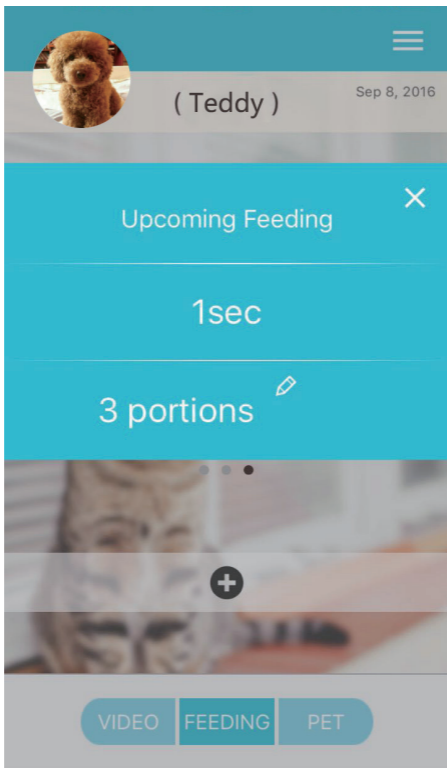 ( Teddy )
Sep 8, 2016
Upcoming Feeding
1sec
3 portions
VIDEO
FEEDING
PET